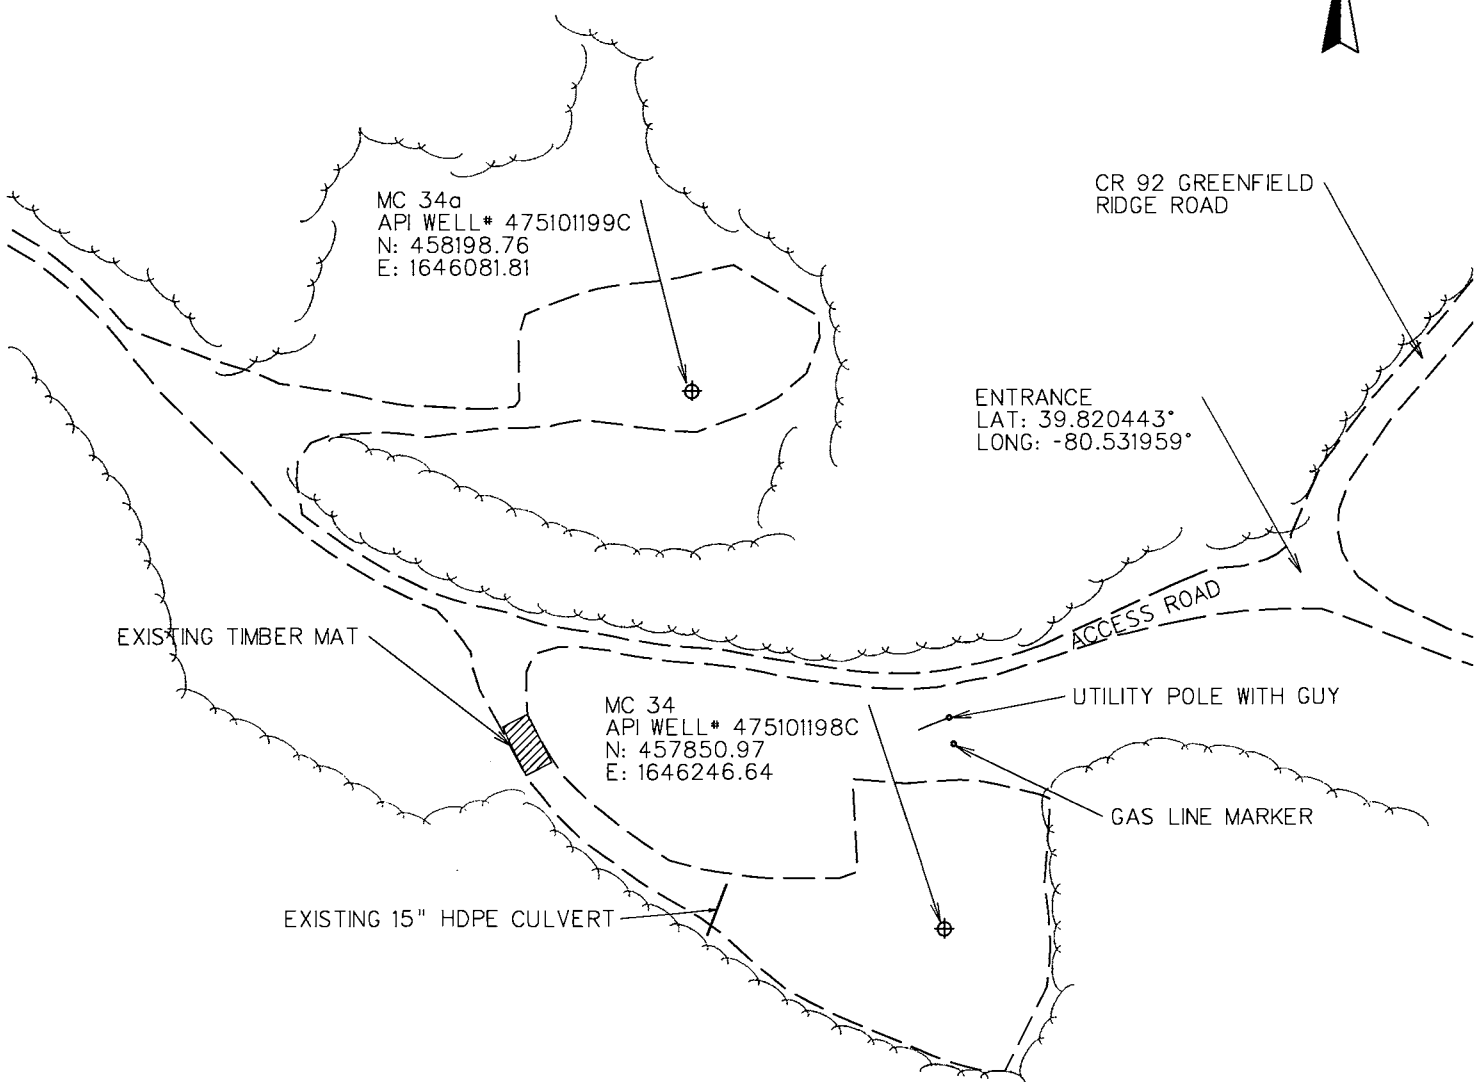 MC 34a
API WELL# 475101199C
N: 458198.76
E: 1646081.81
CR 92 GREENFIELD
RIDGE ROAD
ENTRANCE
LAT: 39.820443°
LONG: -80.531959°
ACCESS ROAD
EXISTING TIMBER MAT
MC 34
API WELL# 475101198C
N: 457850.97
E: 1646246.64
UTILITY POLE WITH GUY
GAS LINE MARKER
EXISTING 15" HDPE CULVERT